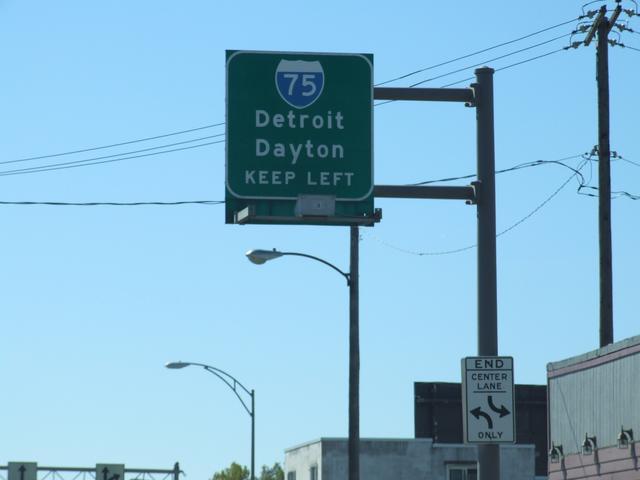 75
Detroit
Dayton
KEEP LEFT
END
CENTER
LANE
ONLY